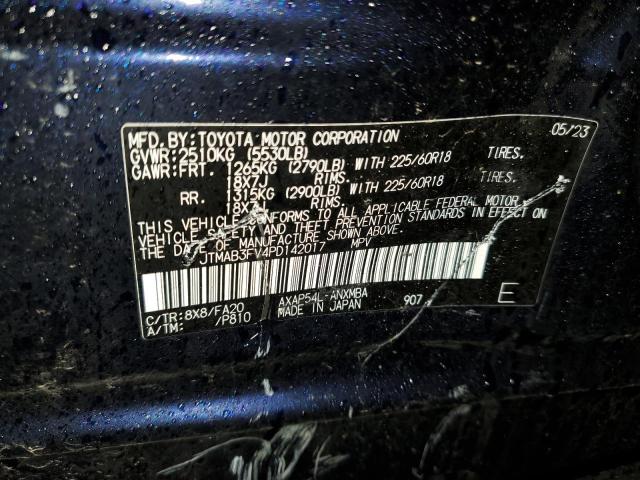 MFD. BY: TOYOTA MOTOR CORPORATION 05/23
GVWR: 2510KG (5530LB)
GAWR: FRT. 1265KG (2790LB) WITH 225/60R18 TIRES.
18X7J RIMS.
RR. 1315KG (2900LB) WITH 225/60R18 TIRES.
18X7J RIMS.
THIS VEHICLE CONFORMS TO ALL APPLICABLE FEDERAL MOTOR
VEHICLE SAFETY AND THEFT PREVENTION STANDARDS IN EFFECT ON
THE DATE OF MANUFACTURE SHOWN ABOVE.
JTMAB3FV4PD142017 MPV
C/TR: 8X8/FA20 AXAP54L-ANXMBA
A/TM: /P810 MADE IN JAPAN 907 E